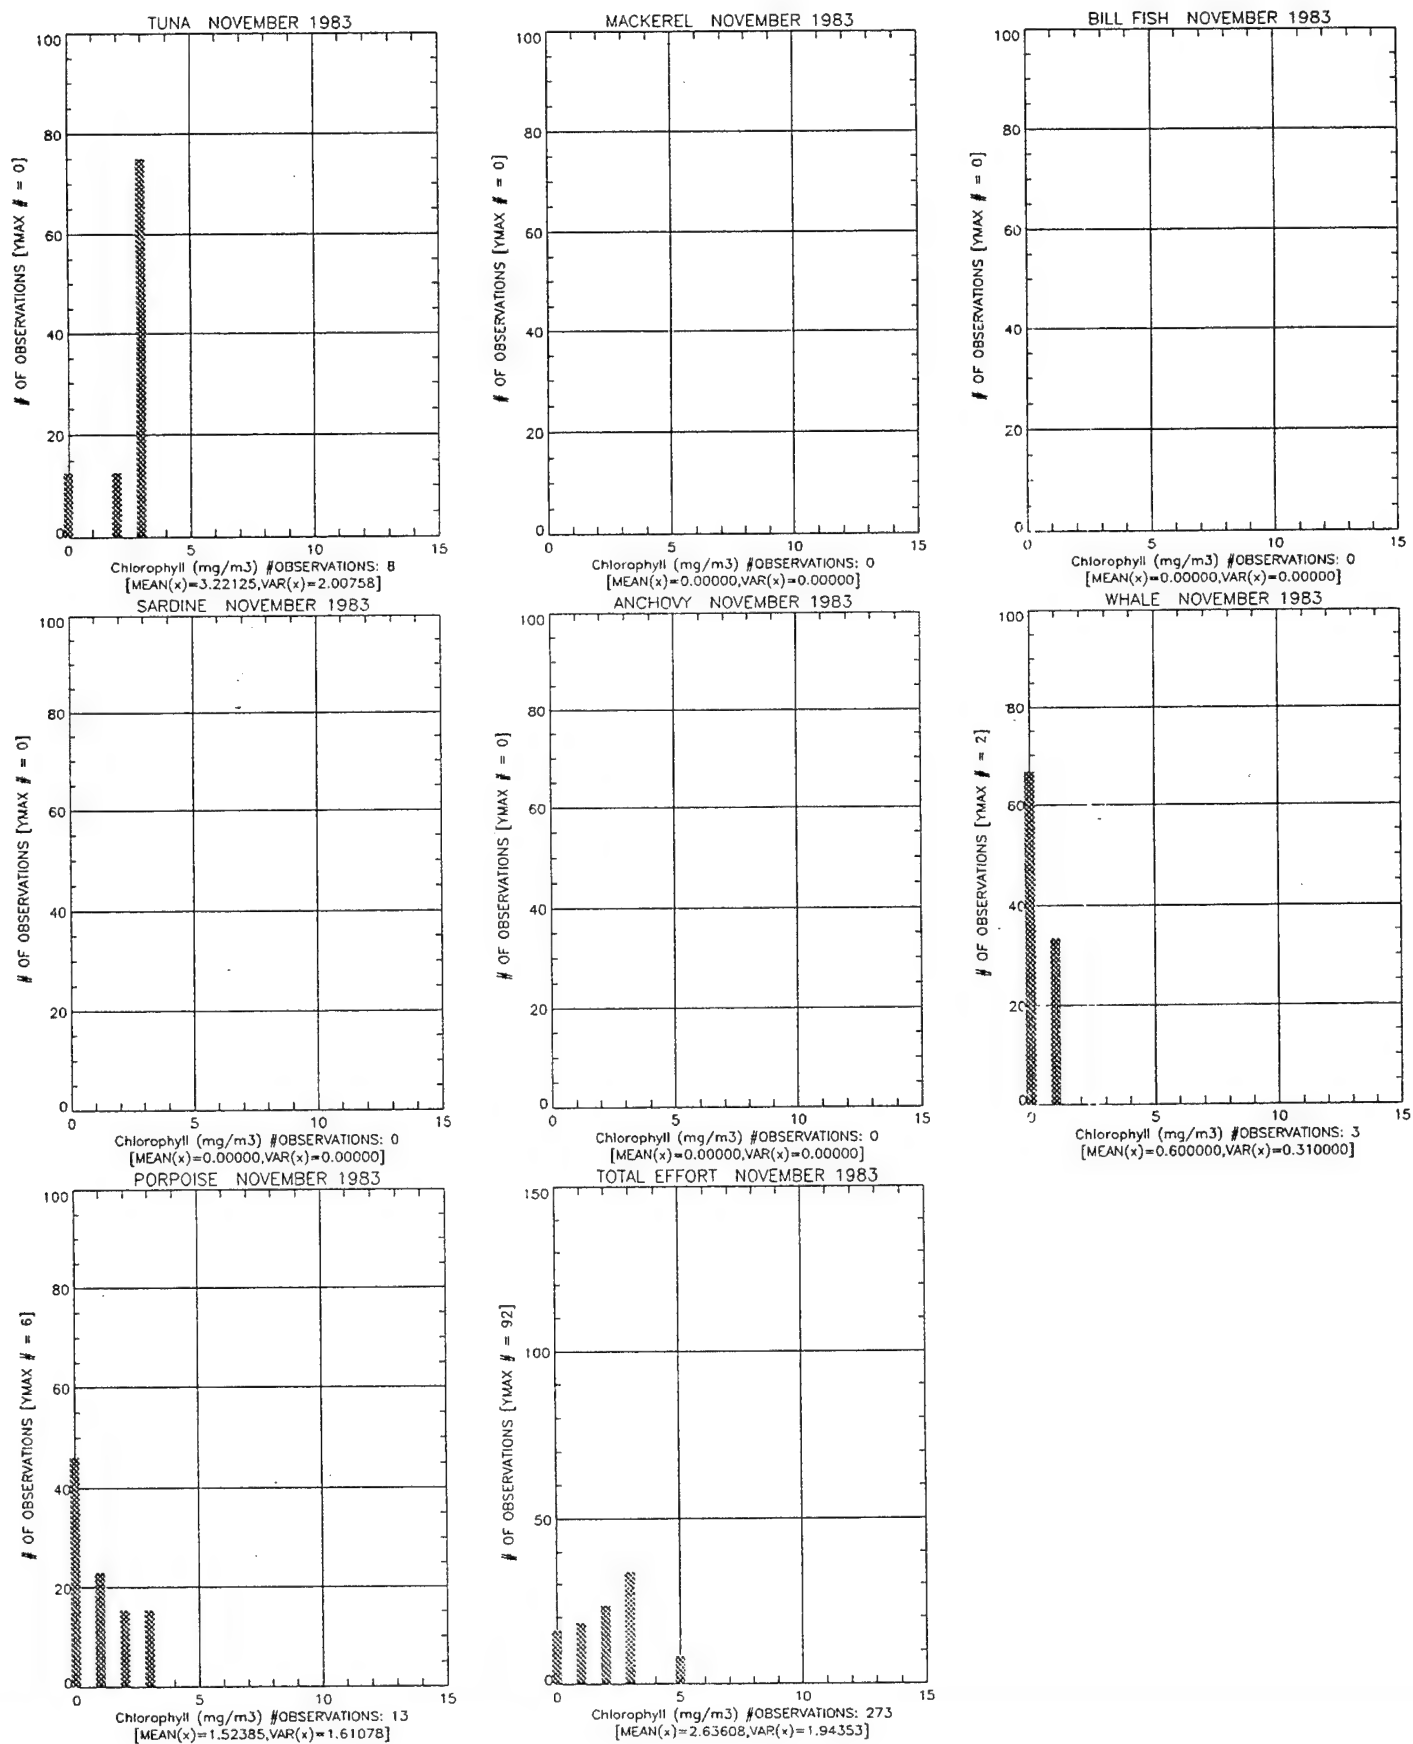 TUNA NOVEMBER 1983
100
80
60
40
20
0
# OF OBSERVATIONS [YMAX # = 0]
0 5 10 15
Chlorophyll (mg/m3) #OBSERVATIONS: 8
[MEAN(x)=3.22125,VAR(x)=2.00758]
MACKEREL NOVEMBER 1983
100
80
60
40
20
0
# OF OBSERVATIONS [YMAX # = 0]
0 5 10 15
Chlorophyll (mg/m3) #OBSERVATIONS: 0
[MEAN(x)=0.00000,VAR(x)=0.00000]
BILL FISH NOVEMBER 1983
100
80
60
40
20
0
# OF OBSERVATIONS [YMAX # = 0]
0 5 10 15
Chlorophyll (mg/m3) #OBSERVATIONS: 0
[MEAN(x)=0.00000,VAR(x)=0.00000]
SARDINE NOVEMBER 1983
100
80
60
40
20
0
# OF OBSERVATIONS [YMAX # = 0]
0 5 10 15
Chlorophyll (mg/m3) #OBSERVATIONS: 0
[MEAN(x)=0.00000,VAR(x)=0.00000]
ANCHOVY NOVEMBER 1983
100
80
60
40
20
0
# OF OBSERVATIONS [YMAX # = 0]
0 5 10 15
Chlorophyll (mg/m3) #OBSERVATIONS: 0
[MEAN(x)=0.00000,VAR(x)=0.00000]
WHALE NOVEMBER 1983
100
80
60
40
20
0
# OF OBSERVATIONS [YMAX # = 2]
0 5 10 15
Chlorophyll (mg/m3) #OBSERVATIONS: 3
[MEAN(x)=0.600000,VAR(x)=0.310000]
PORPOISE NOVEMBER 1983
100
80
60
40
20
0
# OF OBSERVATIONS [YMAX # = 6]
0 5 10 15
Chlorophyll (mg/m3) #OBSERVATIONS: 13
[MEAN(x)=1.52385,VAR(x)=1.61078]
TOTAL EFFORT NOVEMBER 1983
150
100
50
0
# OF OBSERVATIONS [YMAX # = 92]
0 5 10 15
Chlorophyll (mg/m3) #OBSERVATIONS: 273
[MEAN(x)=2.63608,VAR(x)=1.94353]